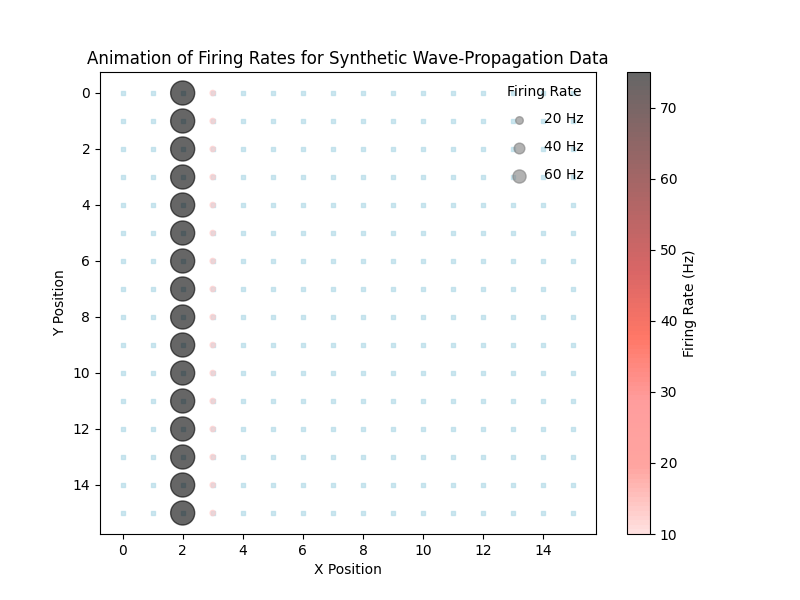 Animation of Firing Rates for Synthetic Wave-Propagation Data
Firing Rate
20 Hz
40 Hz
60 Hz
0
2
4
6
8
10
12
14
Y Position
0 2 4 6 8 10 12 14
X Position
70
60
50
40
30
20
10
Firing Rate (Hz)